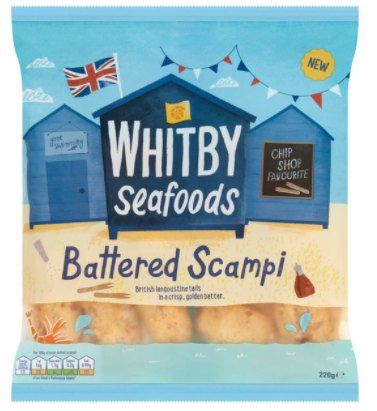 NEW
WHITBY
seafoods
CHIP
SHOP
FAVOURITE
Battered Scampi
British langoustine tails
in a crisp, golden batter.
220g℮